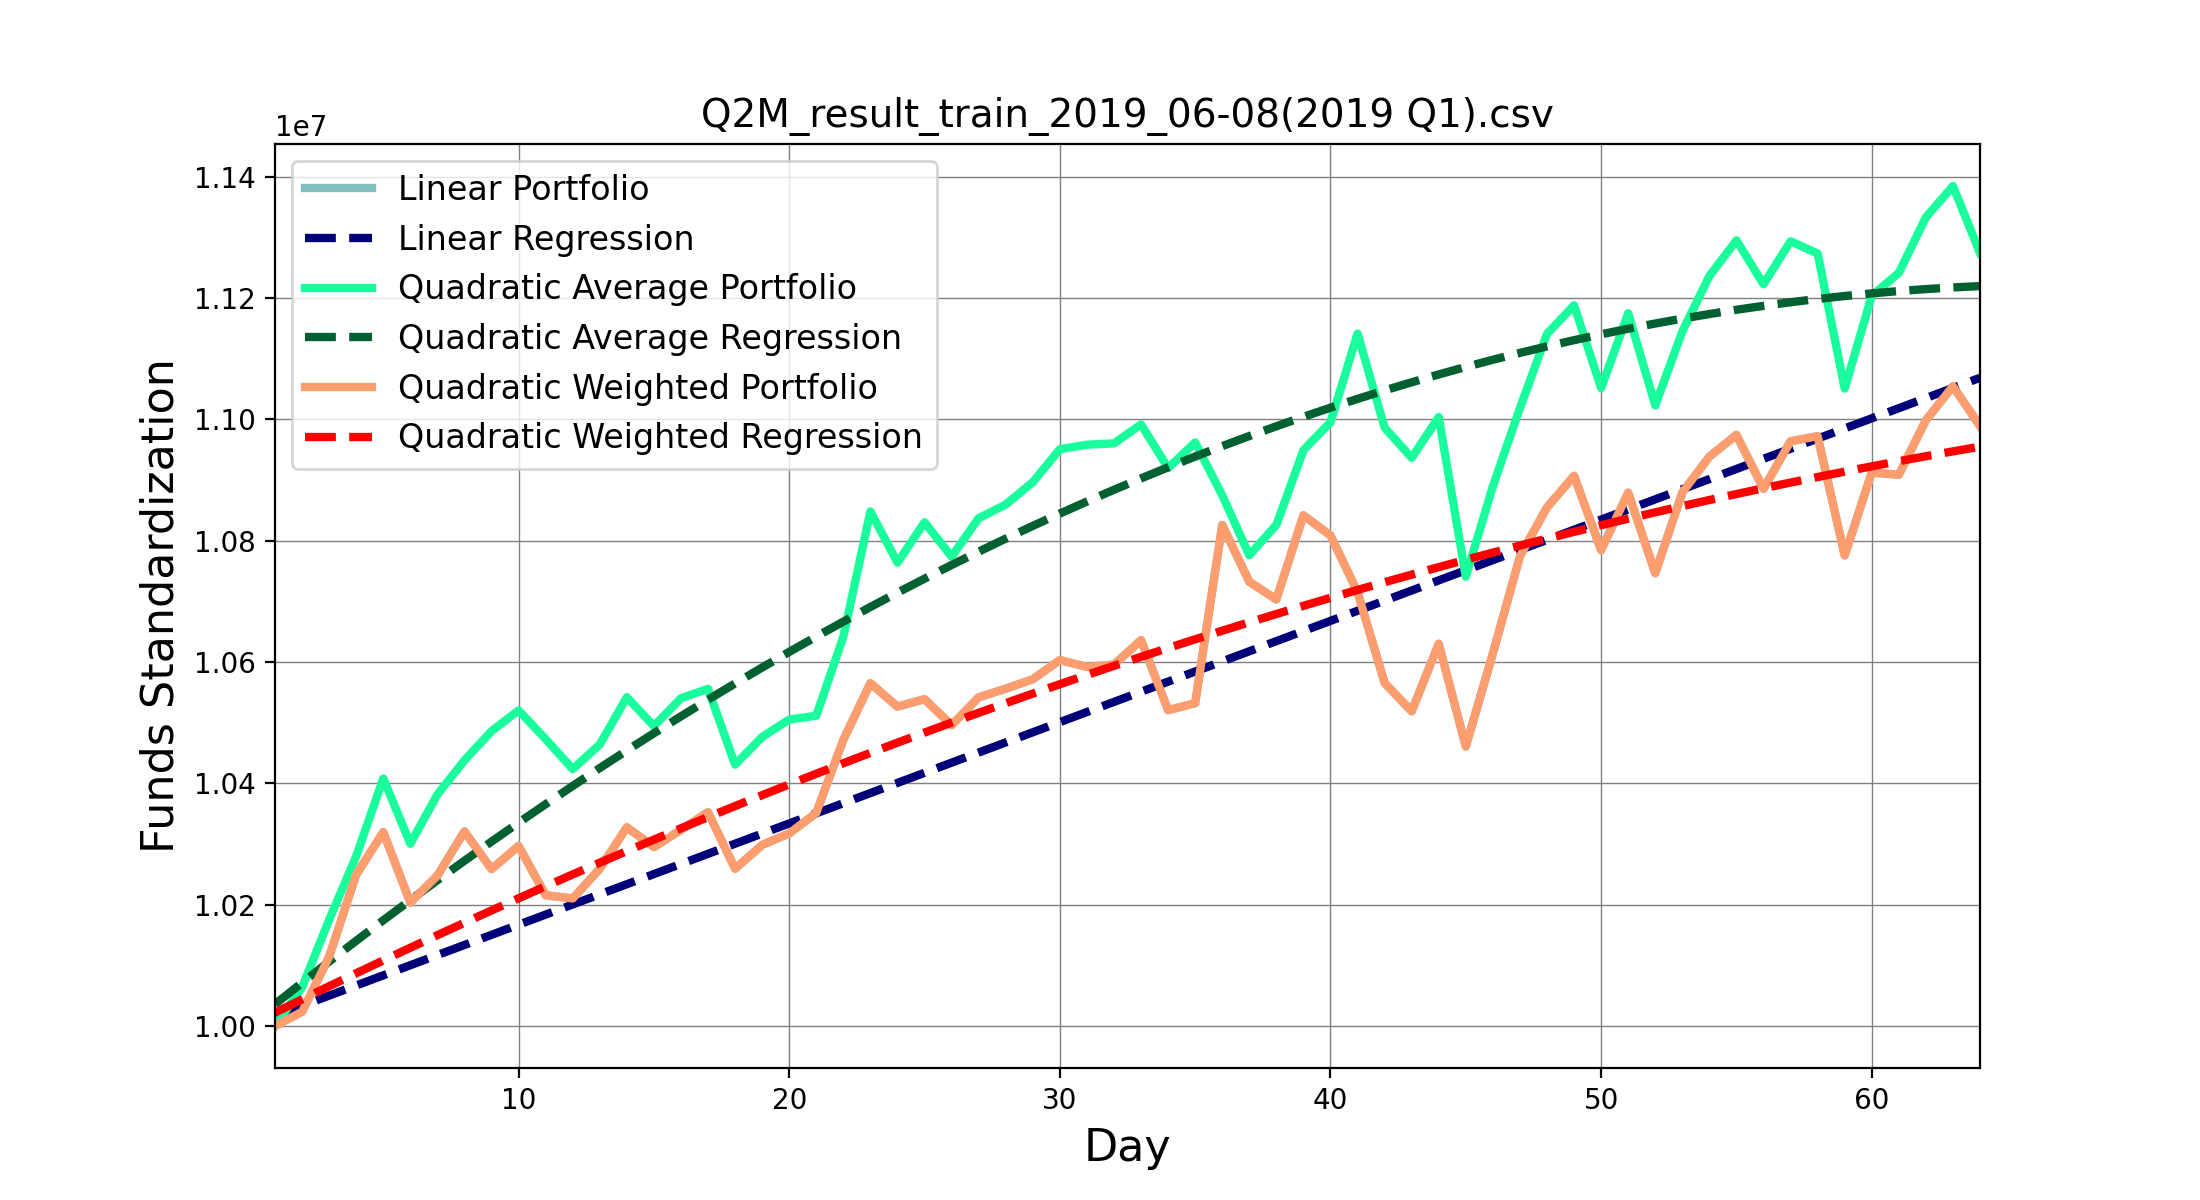 Q2M_result_train_2019_06-08(2019 Q1).csv
1e7
Linear Portfolio
Linear Regression
Quadratic Average Portfolio
Quadratic Average Regression
Quadratic Weighted Portfolio
Quadratic Weighted Regression
1.14
1.12
1.10
1.08
1.06
1.04
1.02
1.00
Funds Standardization
10 20 30 40 50 60
Day